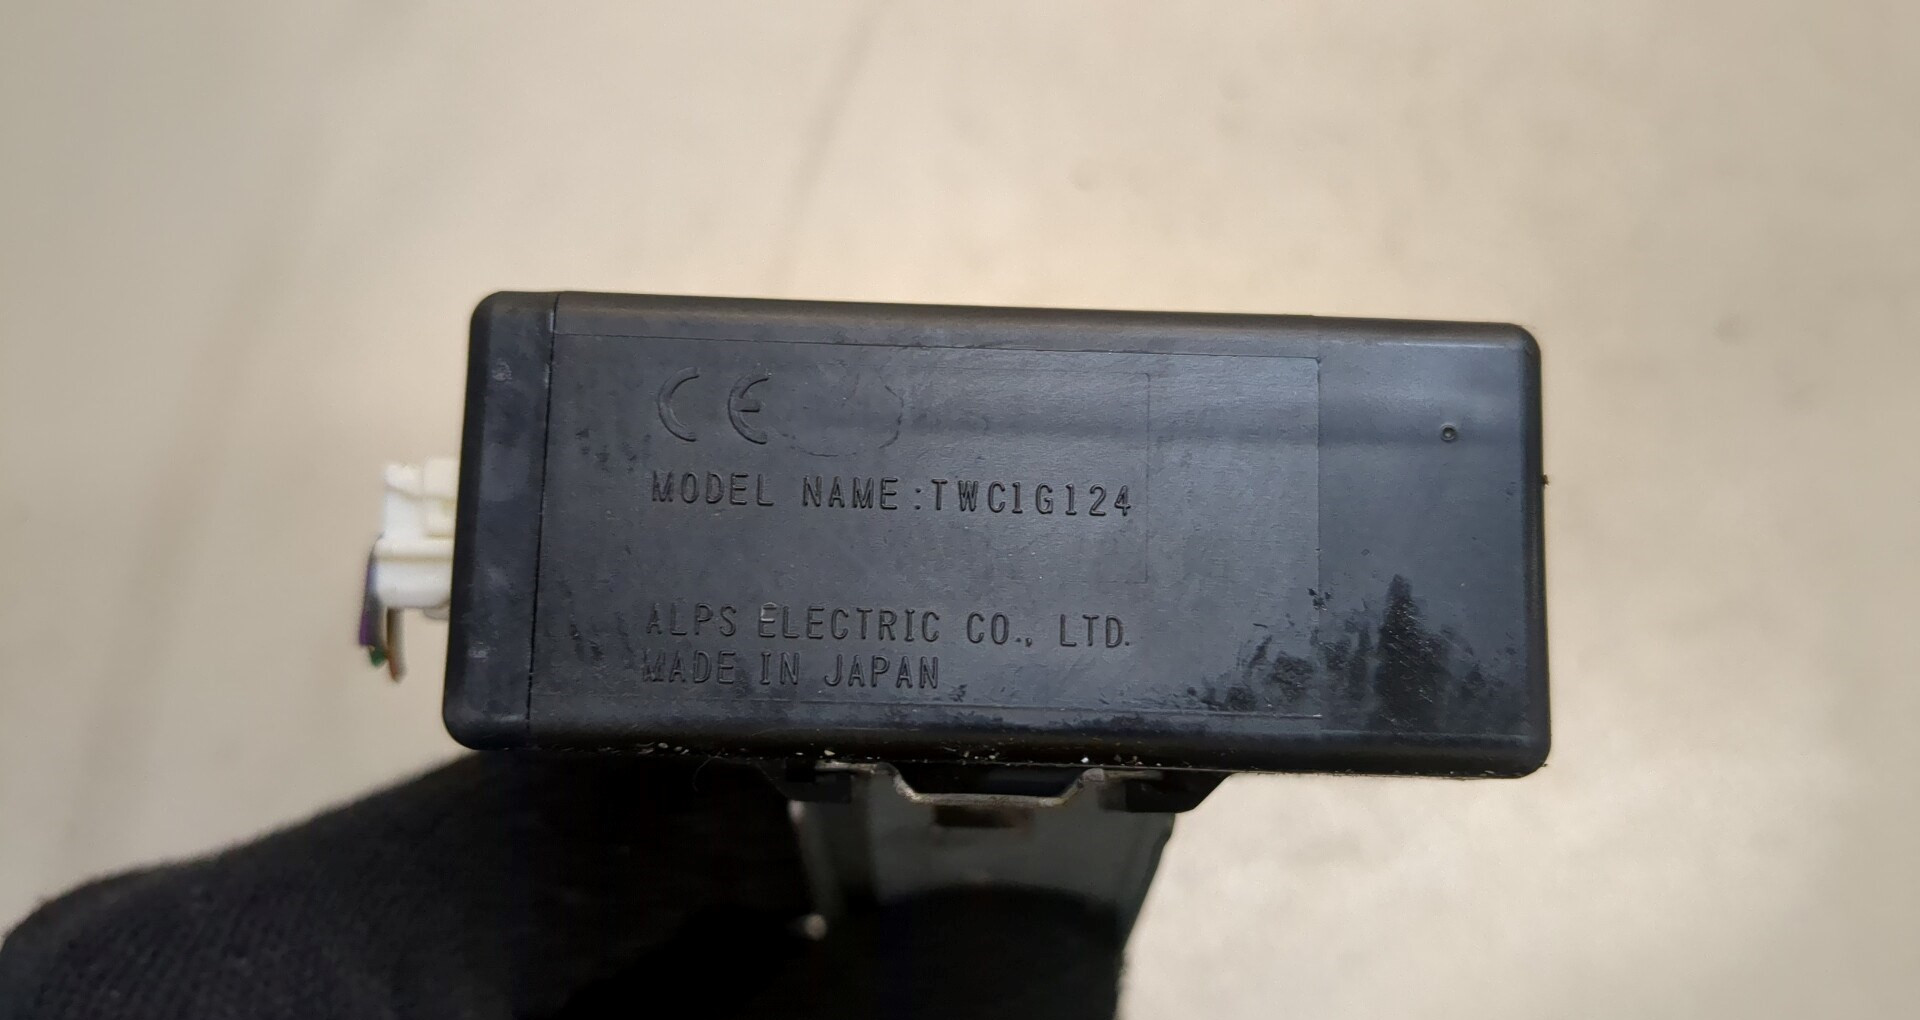 CE
MODEL NAME:TWC1G124
ALPS ELECTRIC CO., LTD.
MADE IN JAPAN